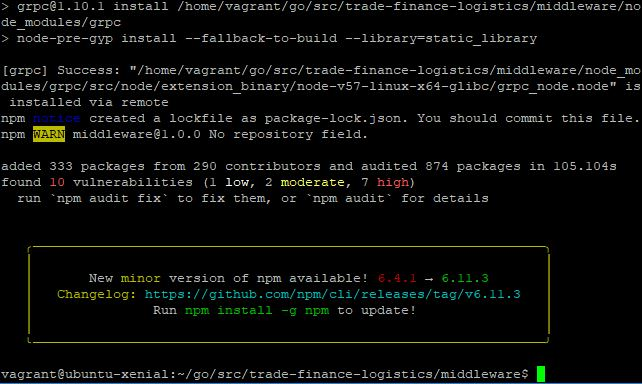 > grpc@1.10.1 install /home/vagrant/go/src/trade-finance-logistics/middleware/no
de_modules/grpc
> node-pre-gyp install --fallback-to-build --library=static_library
[grpc] Success: "/home/vagrant/go/src/trade-finance-logistics/middleware/node_mo
dules/grpc/src/node/extension_binary/node-v57-linux-x64-glibc/grpc_node.node" is
 installed via remote
npm notice created a lockfile as package-lock.json. You should commit this file.
npm WARN middleware@1.0.0 No repository field.
added 333 packages from 290 contributors and audited 874 packages in 105.104s
found 10 vulnerabilities (1 low, 2 moderate, 7 high)
  run `npm audit fix` to fix them, or `npm audit` for details
New minor version of npm available! 6.4.1 → 6.11.3
Changelog: https://github.com/npm/cli/releases/tag/v6.11.3
Run npm install -g npm to update!
vagrant@ubuntu-xenial:~/go/src/trade-finance-logistics/middleware$